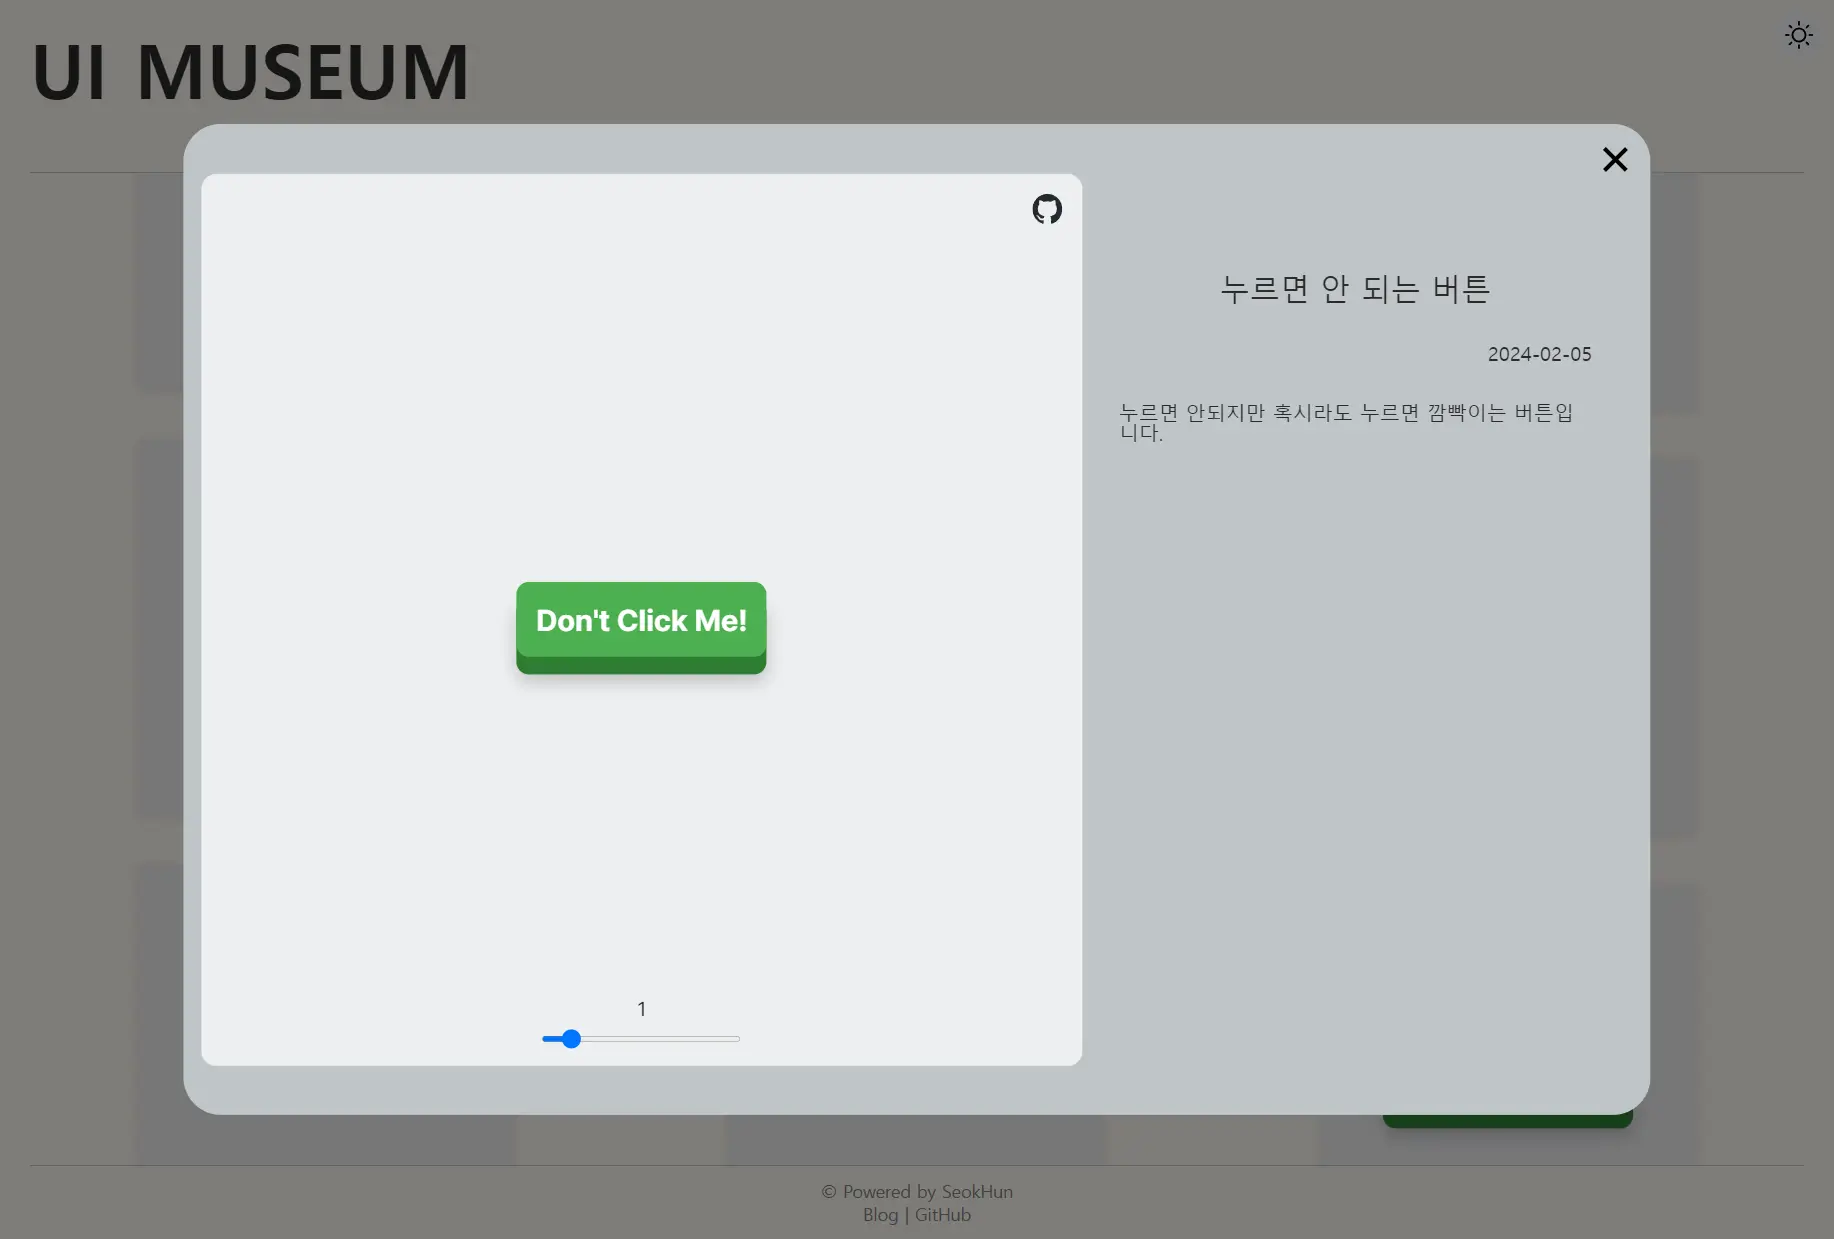 UI MUSEUM
누르면 안 되는 버튼
2024-02-05
누르면 안되지만 혹시라도 누르면 깜빡이는 버튼입
니다.
Don't Click Me!
1
© Powered by SeokHun
Blog | GitHub